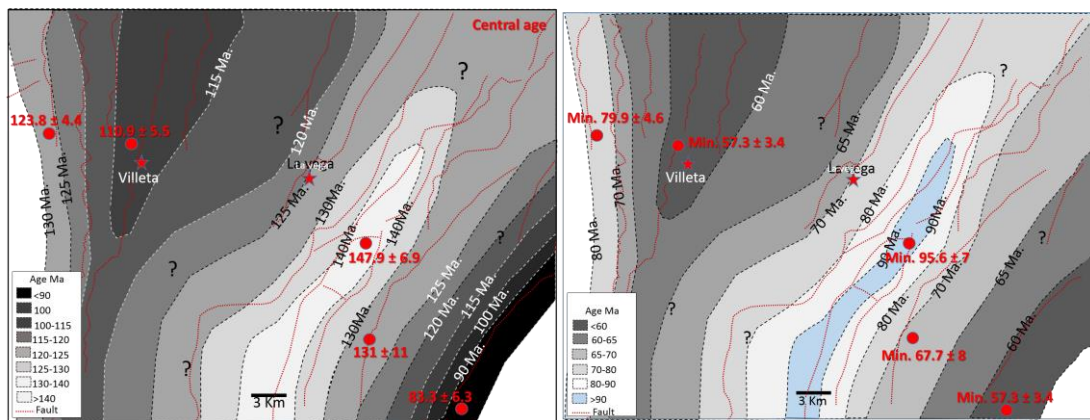 Central age
115 Ma.
?
123.8 ± 4.4
110.9 ± 5.5
?
120 Ma.
La vega
Villeta
130 Ma.
125 Ma.
125 Ma.
130Ma.
140Ma.
140Ma.
147.9 ± 6.9
?
?
Age Ma
<90
100
100-115
115-120
120-125
125-130
130-140
>140
Fault
125 Ma.
120 Ma.
115 Ma.
100 Ma.
90 Ma.
130Ma.
131 ± 11
83.3 ± 6.3
3 Km
?
60 Ma.
?
Min. 79.9 ± 4.6
Min. 57.3 ± 3.4
?
65 Ma.
La vega
Villeta
80 Ma.
70 Ma.
70 Ma.
80 Ma.
90 Ma.
90Ma.
Min. 95.6 ± 7
?
?
Age Ma
<60
60-65
65-70
70-80
80-90
>90
Fault
80 Ma.
70 Ma.
65 Ma.
60 Ma.
Min. 67.7 ± 8
Min. 57.3 ± 3.4
3 Km
?